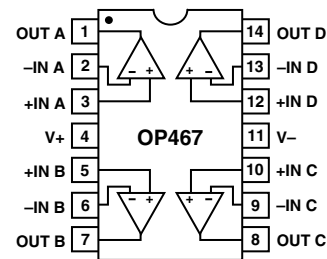 OUT A 1 14 OUT D
–IN A 2 – + + – 13 –IN D
+IN A 3 12 +IN D
V+ 4 OP467 11 V–
+IN B 5 10 +IN C
–IN B 6 – + + – 9 –IN C
OUT B 7 8 OUT C